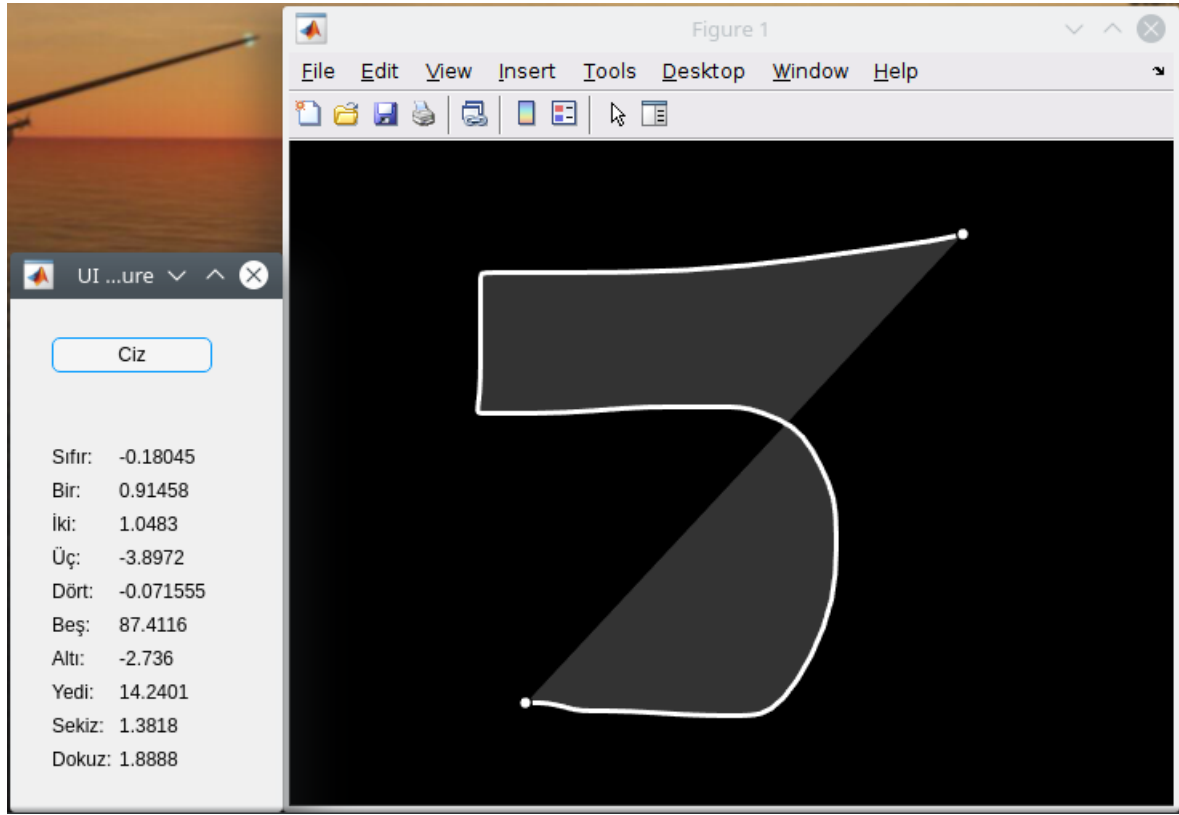 Figure 1
File Edit View Insert Tools Desktop Window Help
UI ...ure
Ciz
Sıfır: -0.18045
Bir: 0.91458
İki: 1.0483
Üç: -3.8972
Dört: -0.071555
Beş: 87.4116
Altı: -2.736
Yedi: 14.2401
Sekiz: 1.3818
Dokuz: 1.8888